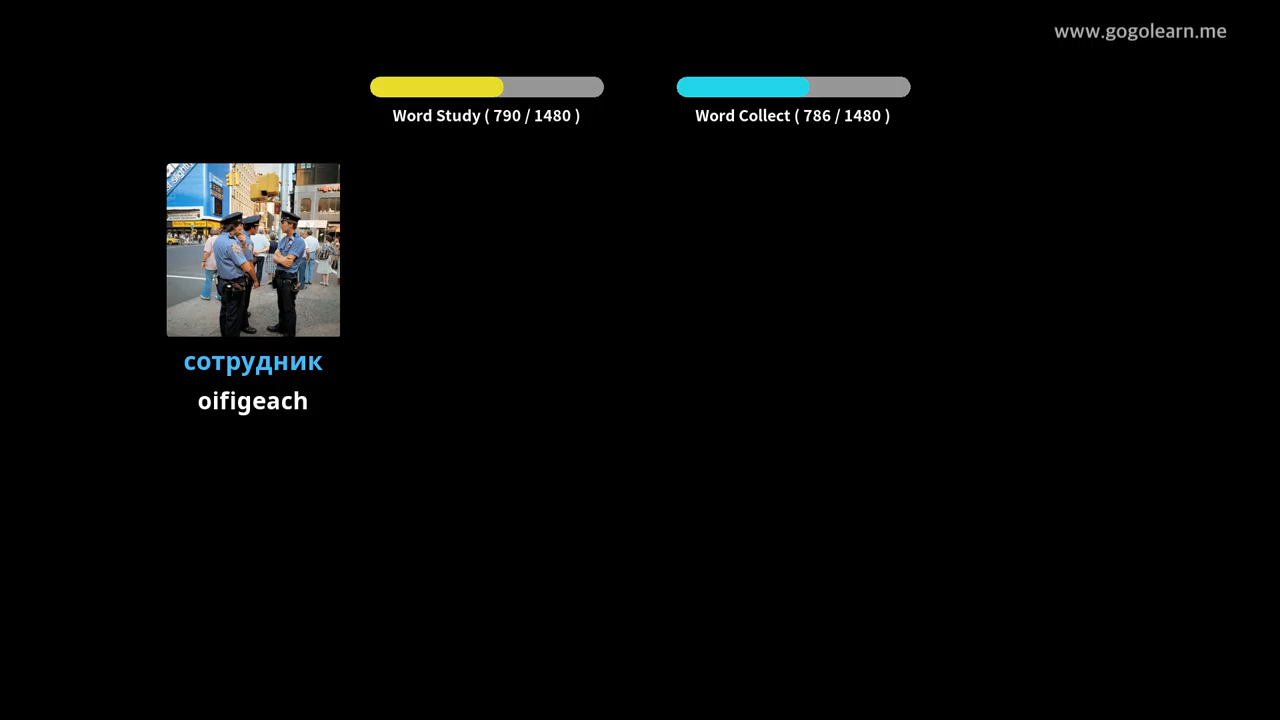 www.gogolearn.me
Word Study ( 790 / 1480 )
Word Collect ( 786 / 1480 )
сотрудник
oifigeach